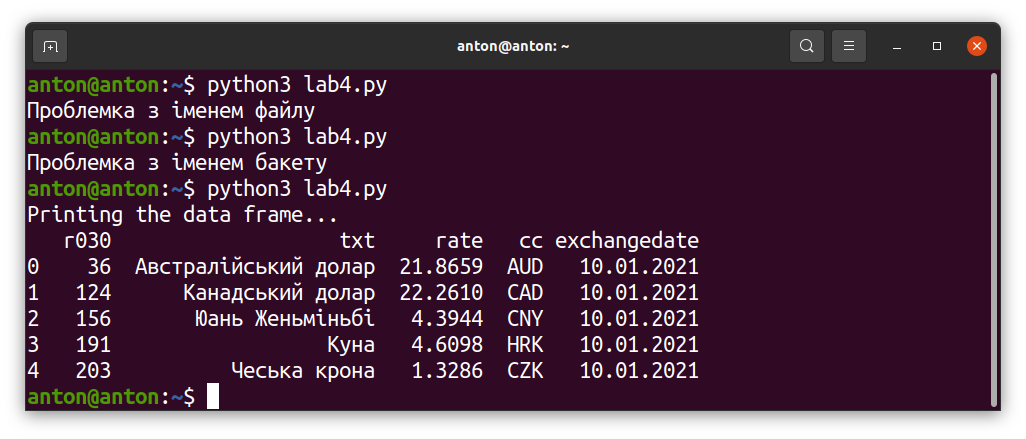 anton@anton: ~
anton@anton:~$ python3 lab4.py
Проблемка з іменем файлу
anton@anton:~$ python3 lab4.py
Проблемка з іменем бакету
anton@anton:~$ python3 lab4.py
Printing the data frame...
r030 txt rate cc exchangedate
0 36 Австралійський долар 21.8659 AUD 10.01.2021
1 124 Канадський долар 22.2610 CAD 10.01.2021
2 156 Юань Женьміньбі 4.3944 CNY 10.01.2021
3 191 Куна 4.6098 HRK 10.01.2021
4 203 Чеська крона 1.3286 CZK 10.01.2021
anton@anton:~$